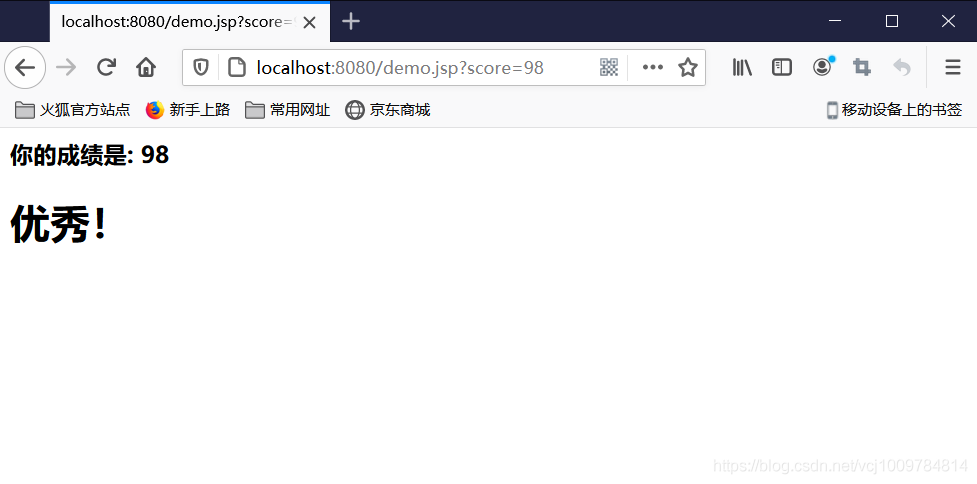 localhost:8080/demo.jsp?score=
localhost:8080/demo.jsp?score=98
火狐官方站点 新手上路 常用网址 京东商城 移动设备上的书签
你的成绩是: 98
优秀！
https://blog.csdn.net/vcj1009784814